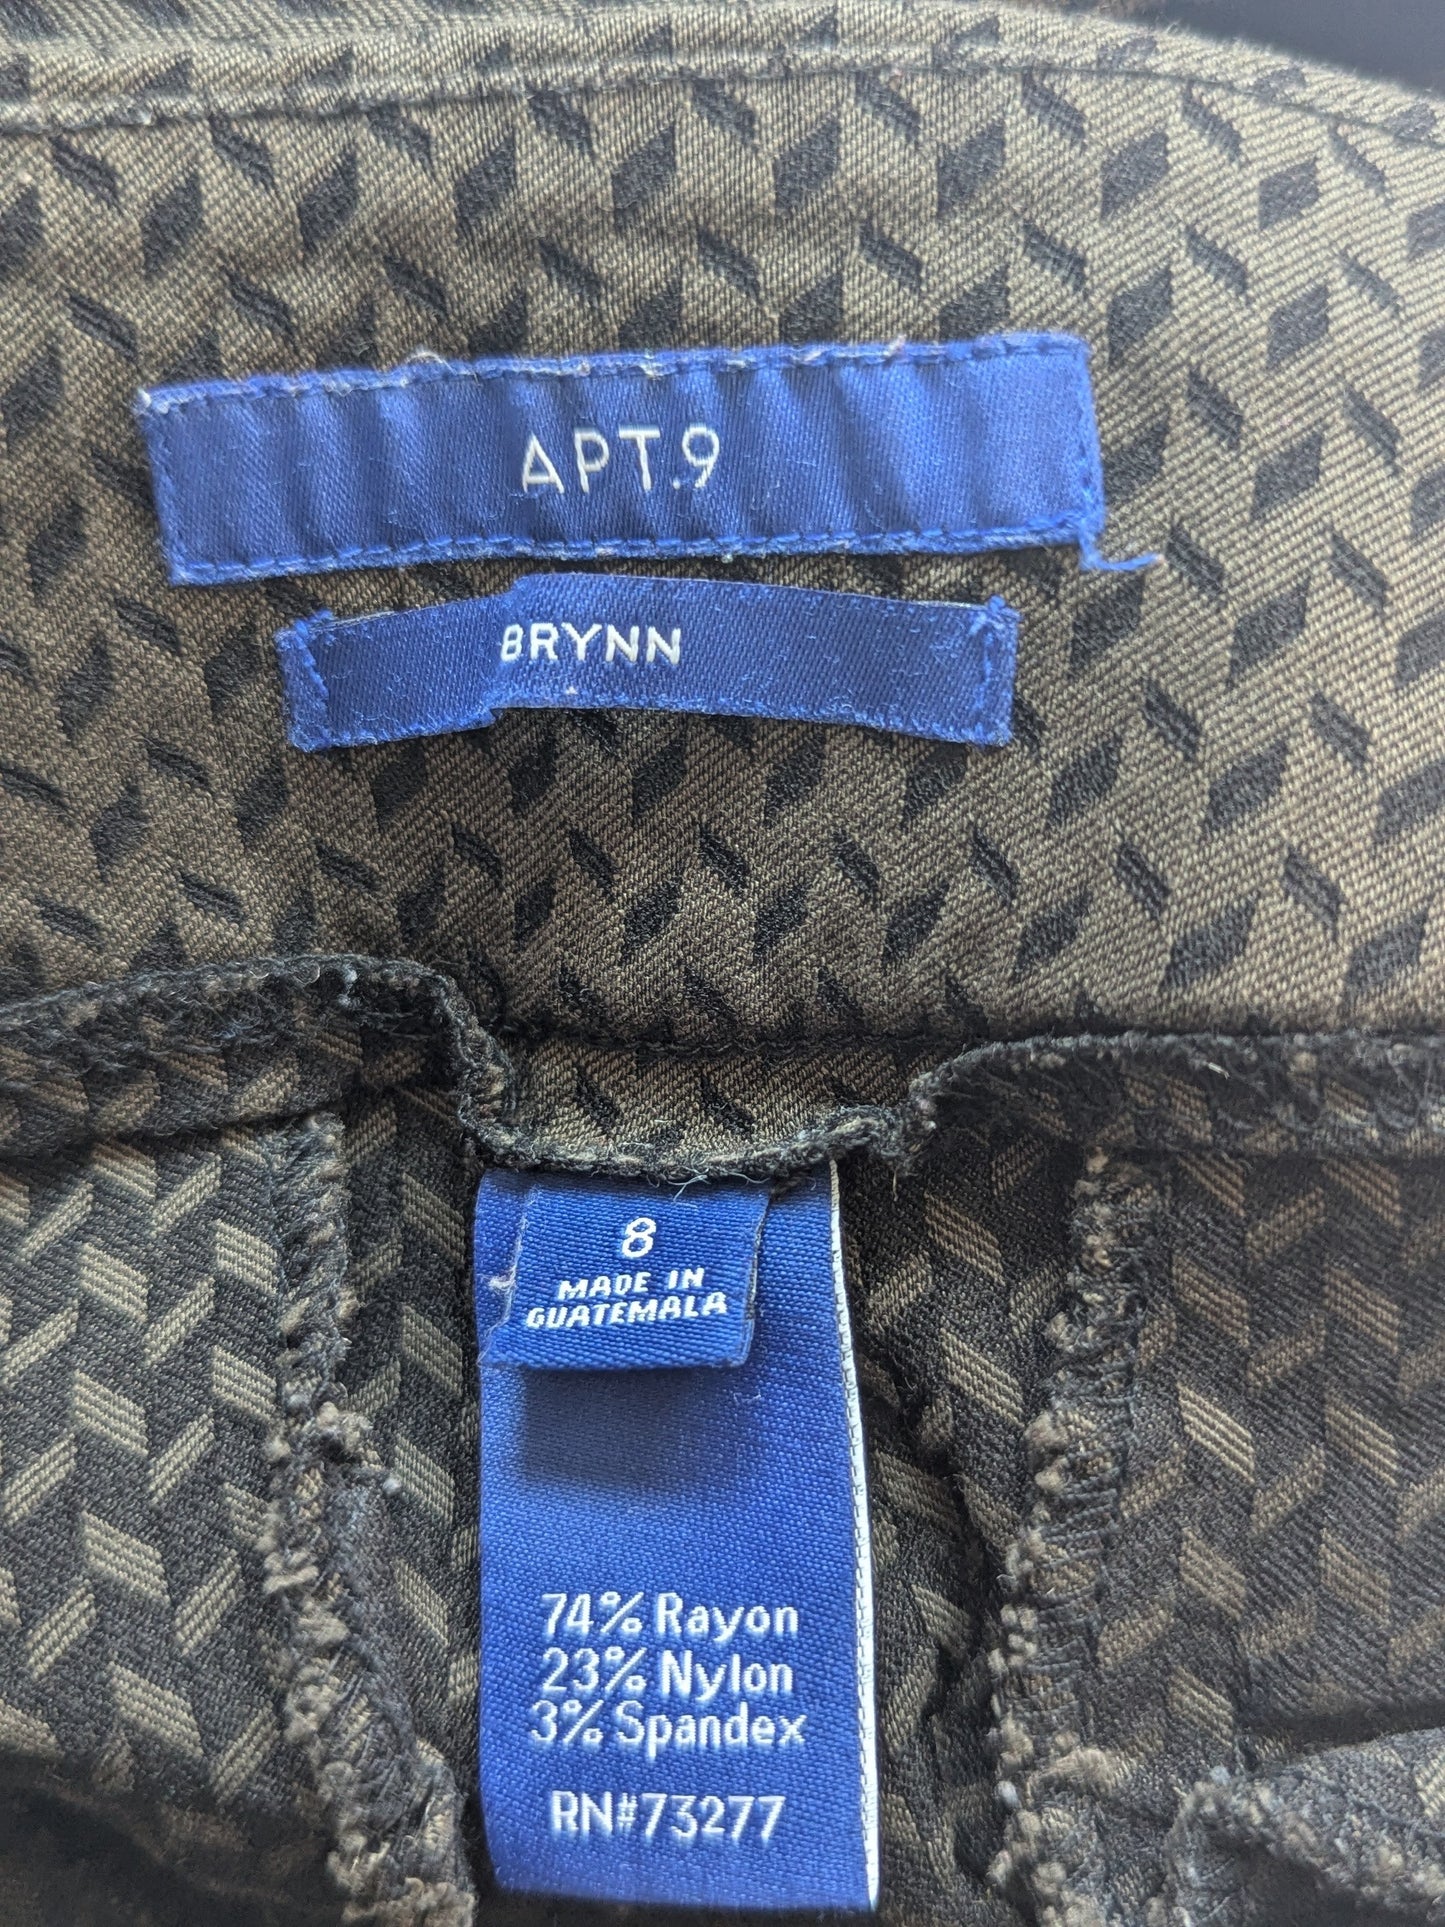 APT.9
BRYNN
8
MADE IN
GUATEMALA
74% Rayon
23% Nylon
3% Spandex
RN#73277